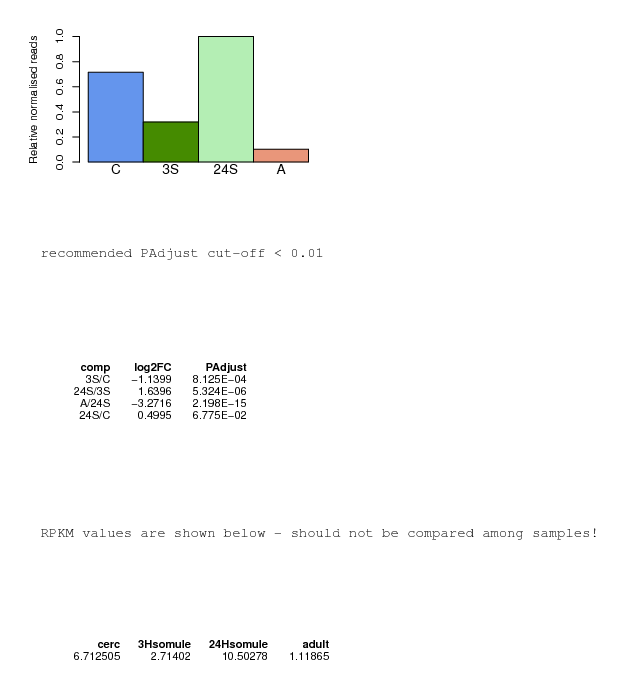 Relative normalised reads
1.0
0.8
0.6
0.4
0.2
0.0
C 3S 24S A
recommended PAdjust cut-off < 0.01
comp log2FC PAdjust
3S/C −1.1399 8.125E−04
24S/3S 1.6396 5.324E−06
A/24S −3.2716 2.198E−15
24S/C 0.4995 6.775E−02
RPKM values are shown below - should not be compared among samples!
cerc 3Hsomule 24Hsomule adult
6.712505 2.71402 10.50278 1.11865